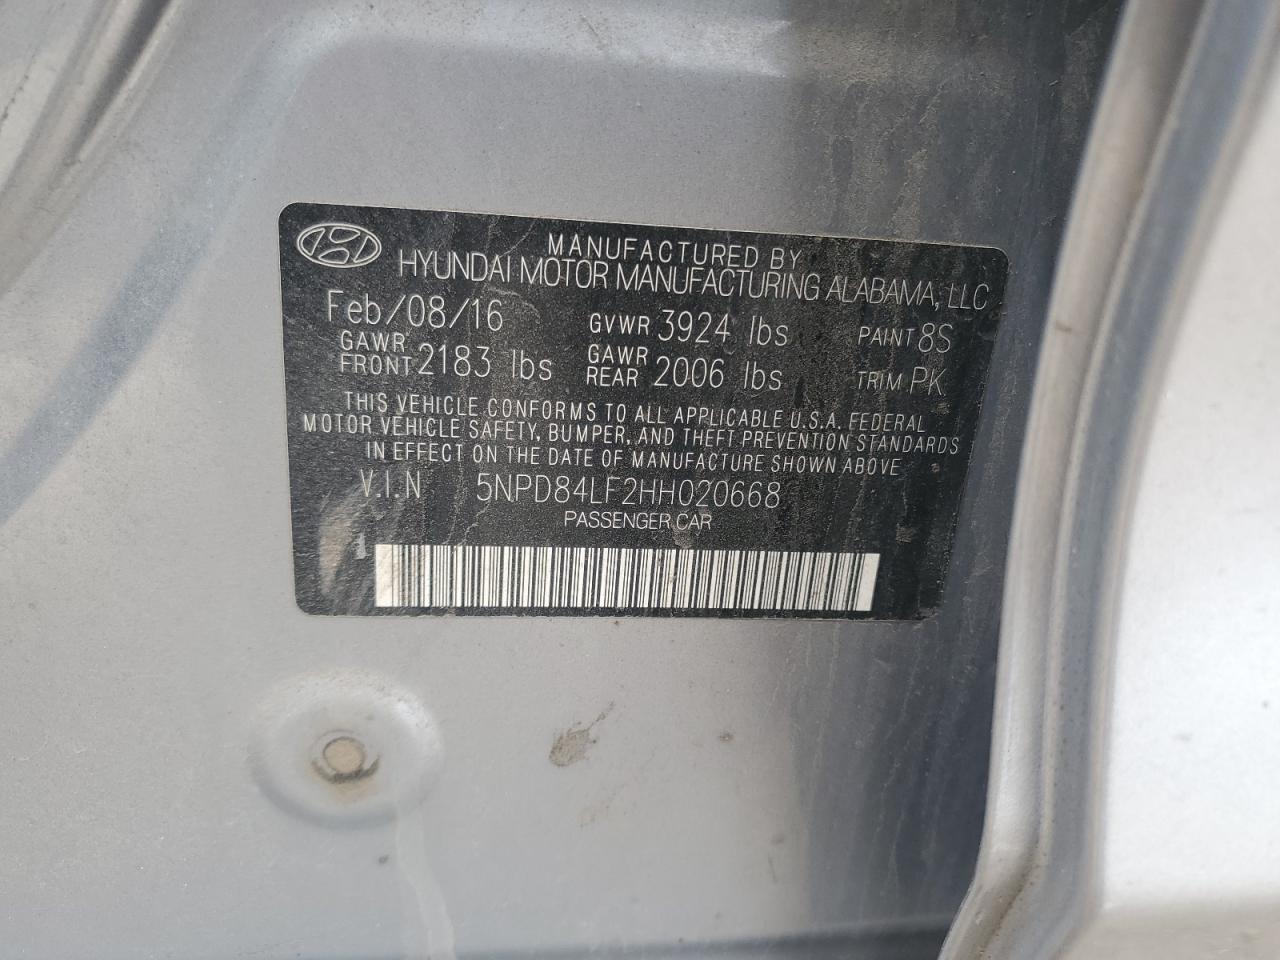 MANUFACTURED BY
HYUNDAI MOTOR MANUFACTURING ALABAMA, LLC
Feb/08/16 GVWR 3924 lbs PAINT 8S
GAWR FRONT 2183 lbs GAWR REAR 2006 lbs TRIM PK
THIS VEHICLE CONFORMS TO ALL APPLICABLE U.S.A. FEDERAL
MOTOR VEHICLE SAFETY, BUMPER, AND THEFT PREVENTION STANDARDS
IN EFFECT ON THE DATE OF MANUFACTURE SHOWN ABOVE
V.I.N 5NPD84LF2HH020668
PASSENGER CAR
1